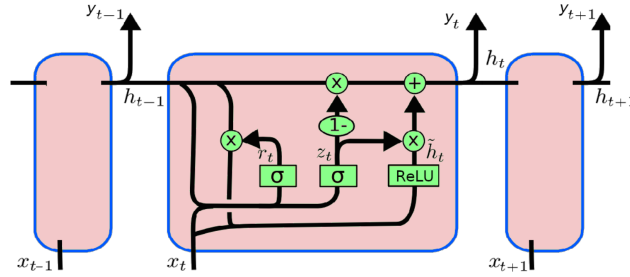 y_{t-1} y_t y_{t+1}
h_{t-1} h_t h_{t+1}
x + 
1-
x r_t z_t x h̃_t
σ σ ReLU
x_{t-1} x_t x_{t+1}